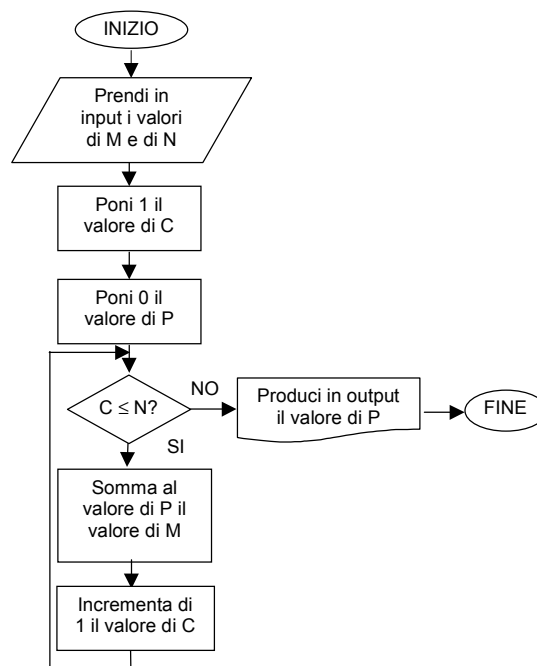 INIZIO
Prendi in
input i valori
di M e di N
Poni 1 il
valore di C
Poni 0 il
valore di P
C ≤ N?
NO
Produci in output
il valore di P
FINE
SI
Somma al
valore di P il
valore di M
Incrementa di
1 il valore di C